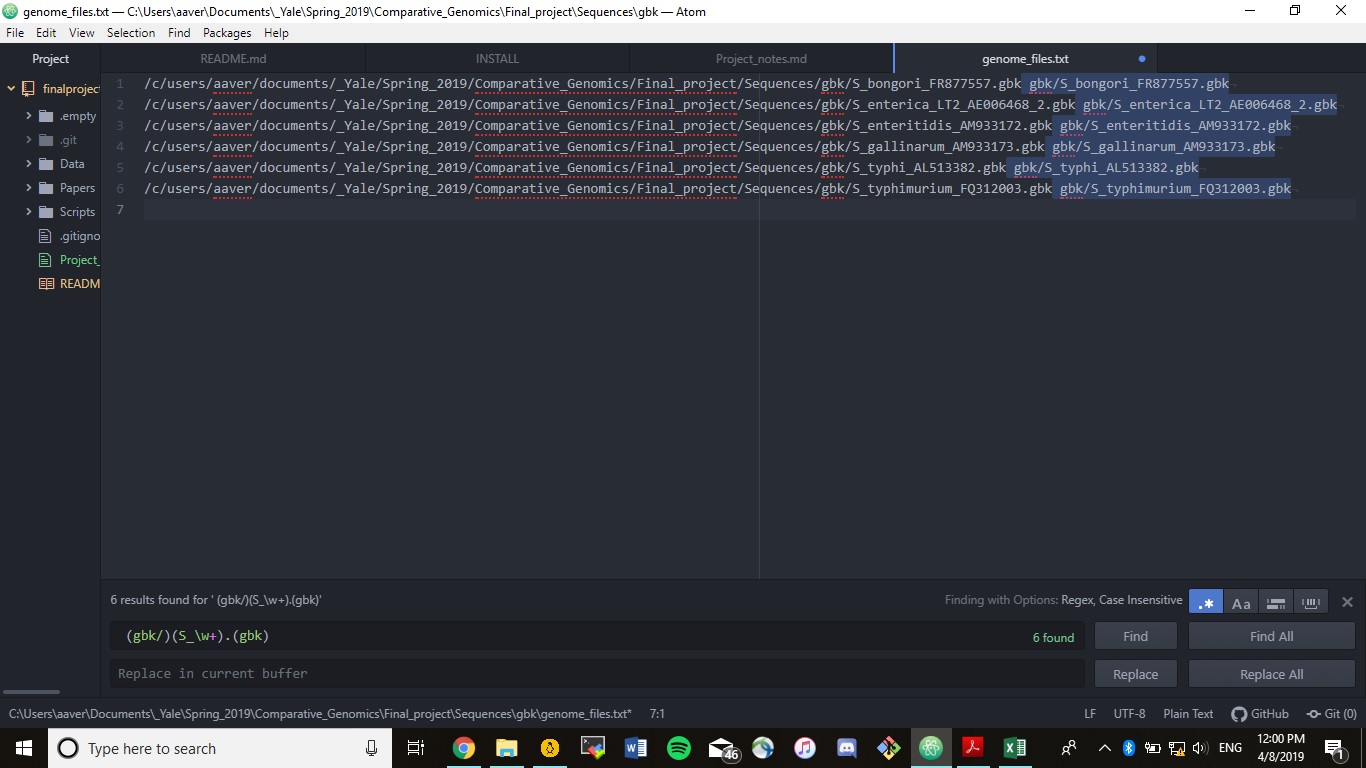 genome_files.txt — C:\Users\aaver\Documents\_Yale\Spring_2019\Comparative_Genomics\Final_project\Sequences\gbk — Atom
File Edit View Selection Find Packages Help
Project README.md INSTALL Project_notes.md genome_files.txt
finalproject
.empty
.git
Data
Papers
Scripts
.gitigno
Project_
READM
1 /c/users/aaver/documents/_Yale/Spring_2019/Comparative_Genomics/Final_project/Sequences/gbk/S_bongori_FR877557.gbk gbk/S_bongori_FR877557.gbk
2 /c/users/aaver/documents/_Yale/Spring_2019/Comparative_Genomics/Final_project/Sequences/gbk/S_enterica_LT2_AE006468_2.gbk gbk/S_enterica_LT2_AE006468_2.gbk
3 /c/users/aaver/documents/_Yale/Spring_2019/Comparative_Genomics/Final_project/Sequences/gbk/S_enteritidis_AM933172.gbk gbk/S_enteritidis_AM933172.gbk
4 /c/users/aaver/documents/_Yale/Spring_2019/Comparative_Genomics/Final_project/Sequences/gbk/S_gallinarum_AM933173.gbk gbk/S_gallinarum_AM933173.gbk
5 /c/users/aaver/documents/_Yale/Spring_2019/Comparative_Genomics/Final_project/Sequences/gbk/S_typhi_AL513382.gbk gbk/S_typhi_AL513382.gbk
6 /c/users/aaver/documents/_Yale/Spring_2019/Comparative_Genomics/Final_project/Sequences/gbk/S_typhimurium_FQ312003.gbk gbk/S_typhimurium_FQ312003.gbk
7
6 results found for ' (gbk/)(S_\w+).(gbk)' Finding with Options: Regex, Case Insensitive .* Aa
(gbk/)(S_\w+).(gbk) 6 found Find Find All
Replace in current buffer Replace Replace All
C:\Users\aaver\Documents\_Yale\Spring_2019\Comparative_Genomics\Final_project\Sequences\gbk\genome_files.txt* 7:1 LF UTF-8 Plain Text GitHub Git (0)
Type here to search 46 ENG 12:00 PM 1
4/8/2019